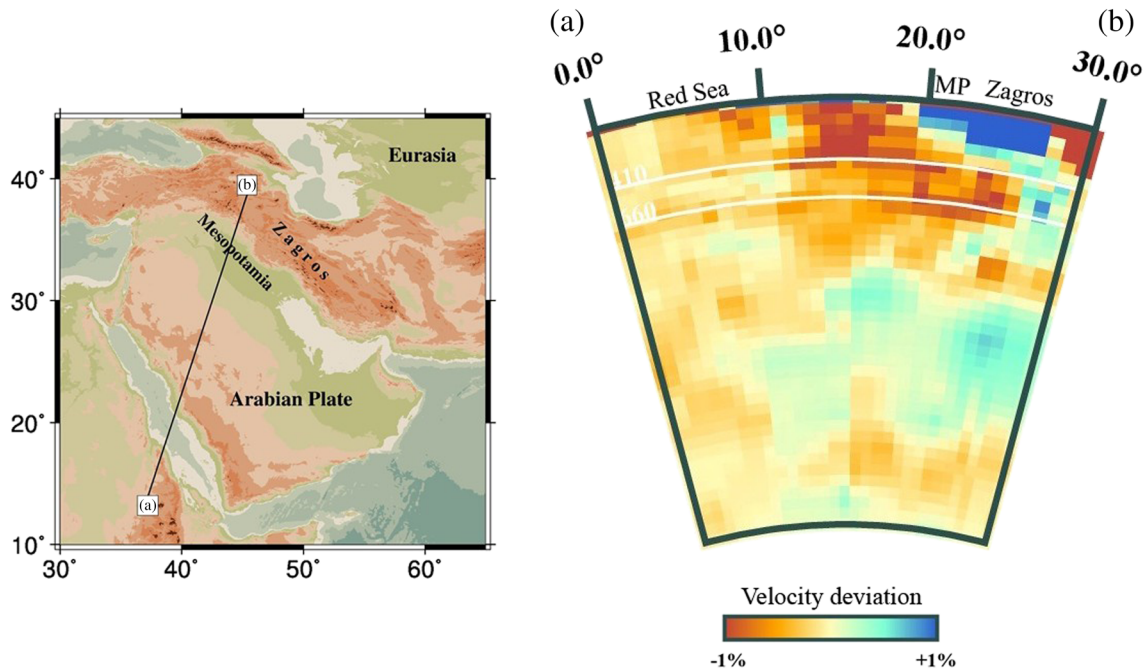 Eurasia
(b)
Mesopotamia
Zagros
Arabian Plate
(a)
40°
30°
20°
10°
30°
40°
50°
60°
(a)
(b)
0.0°
10.0°
20.0°
30.0°
Red Sea
MP
Zagros
410
660
Velocity deviation
-1%
+1%